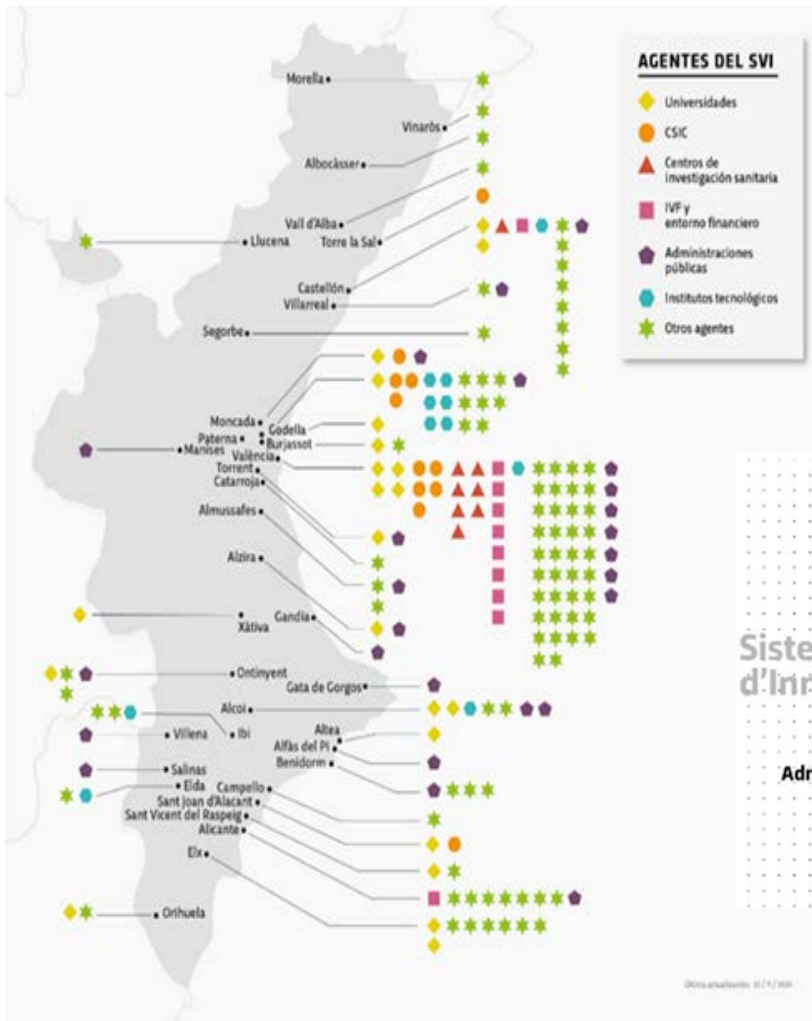 AGENTES DEL SVI
Universidades
CSIC
Centros de
investigación sanitaria
IVF y
entorno financiero
Administraciones
públicas
Institutos tecnológicos
Otros agentes
Morella
Vinaròs
Albocàsser
Vall d'Alba
Llucena
Torre la Sal
Castellón
Villarreal
Segorbe
Moncada
Godella
Paterna
Burjassot
Manises
València
Torrent
Catarroja
Almussafes
Alzira
Xàtiva
Gandia
Ontinyent
Gata de Gorgos
Alcoi
Altea
Villena
Ibi
Alfàs del Pi
Benidorm
Salinas
Elda
Campello
Sant Joan d'Alacant
Sant Vicent del Raspeig
Alicante
Elx
Orihuela
Siste
d'Inn
Adm
Última actualización: